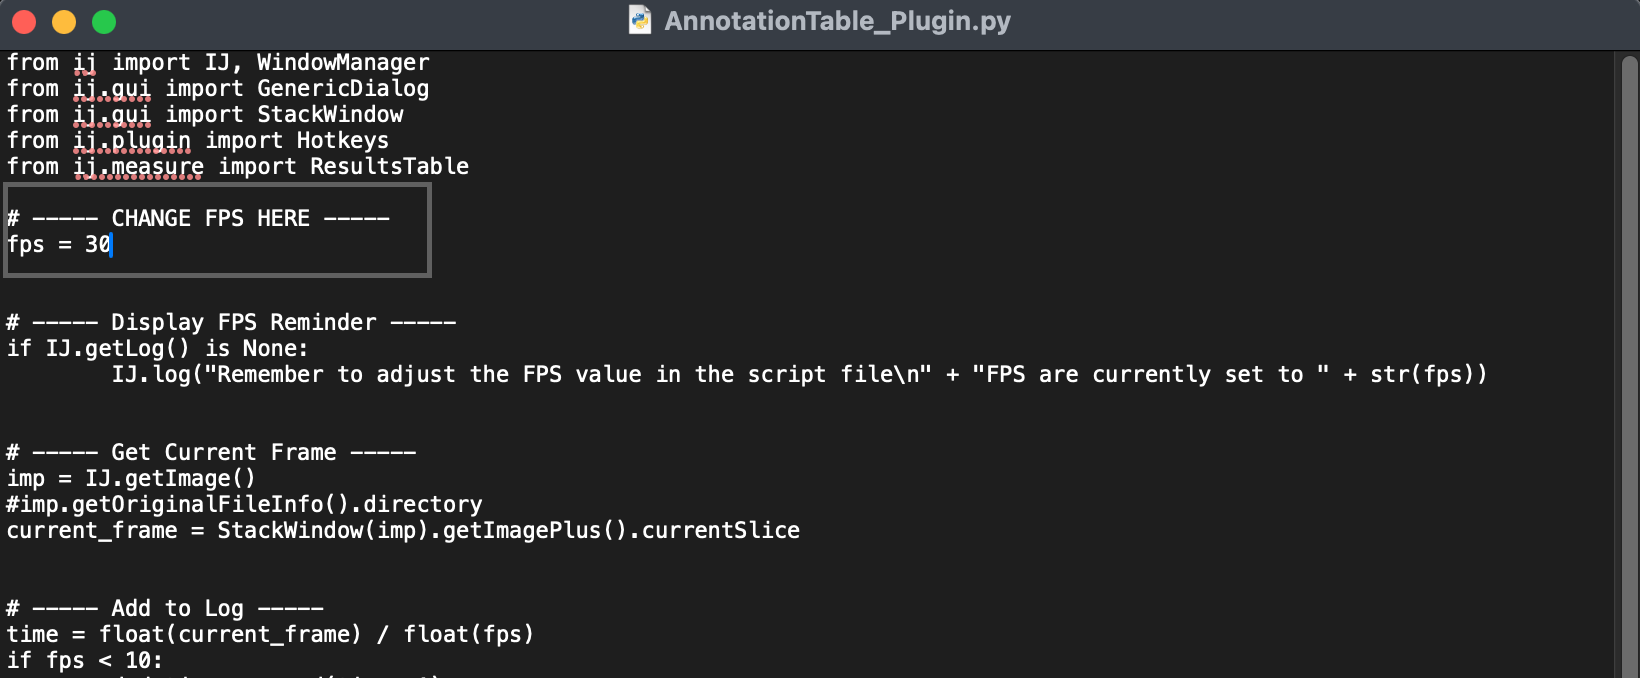 AnnotationTable_Plugin.py
from ij import IJ, WindowManager
from ij.gui import GenericDialog
from ij.gui import StackWindow
from ij.plugin import Hotkeys
from ij.measure import ResultsTable
# ----- CHANGE FPS HERE -----
fps = 30
# ----- Display FPS Reminder -----
if IJ.getLog() is None:
IJ.log("Remember to adjust the FPS value in the script file\n" + "FPS are currently set to " + str(fps))
# ----- Get Current Frame -----
imp = IJ.getImage()
#imp.getOriginalFileInfo().directory
current_frame = StackWindow(imp).getImagePlus().currentSlice
# ----- Add to Log -----
time = float(current_frame) / float(fps)
if fps < 10: